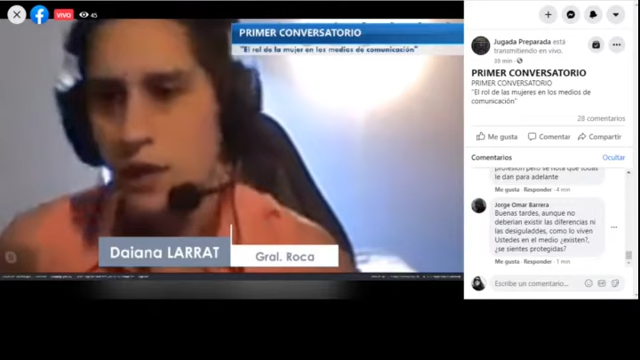 VIVO
45
PRIMER CONVERSATORIO
"El rol de la mujer en los medios de comunicación"
Daiana LARRAT
Gral. Roca
Jugada Preparada está
transmitiendo en vivo.
39 min
PRIMER CONVERSATORIO
PRIMER CONVERSATORIO
"El rol de las mujeres en los medios de
comunicación"
28 comentarios
Me gusta
Comentar
Compartir
Comentarios
Ocultar
profesión pero se nota que todas
le dan para adelante
Me gusta · Responder · 4 min
Jorge Omar Barrera
Buenas tardes, aunque no
deberian existir las diferencias ni
las desiguladdes, como lo viven
Ustedes en el medio ¿existen?,
¿se sientes protegidas?
Me gusta · Responder · 1 min
Escribe un comentario...